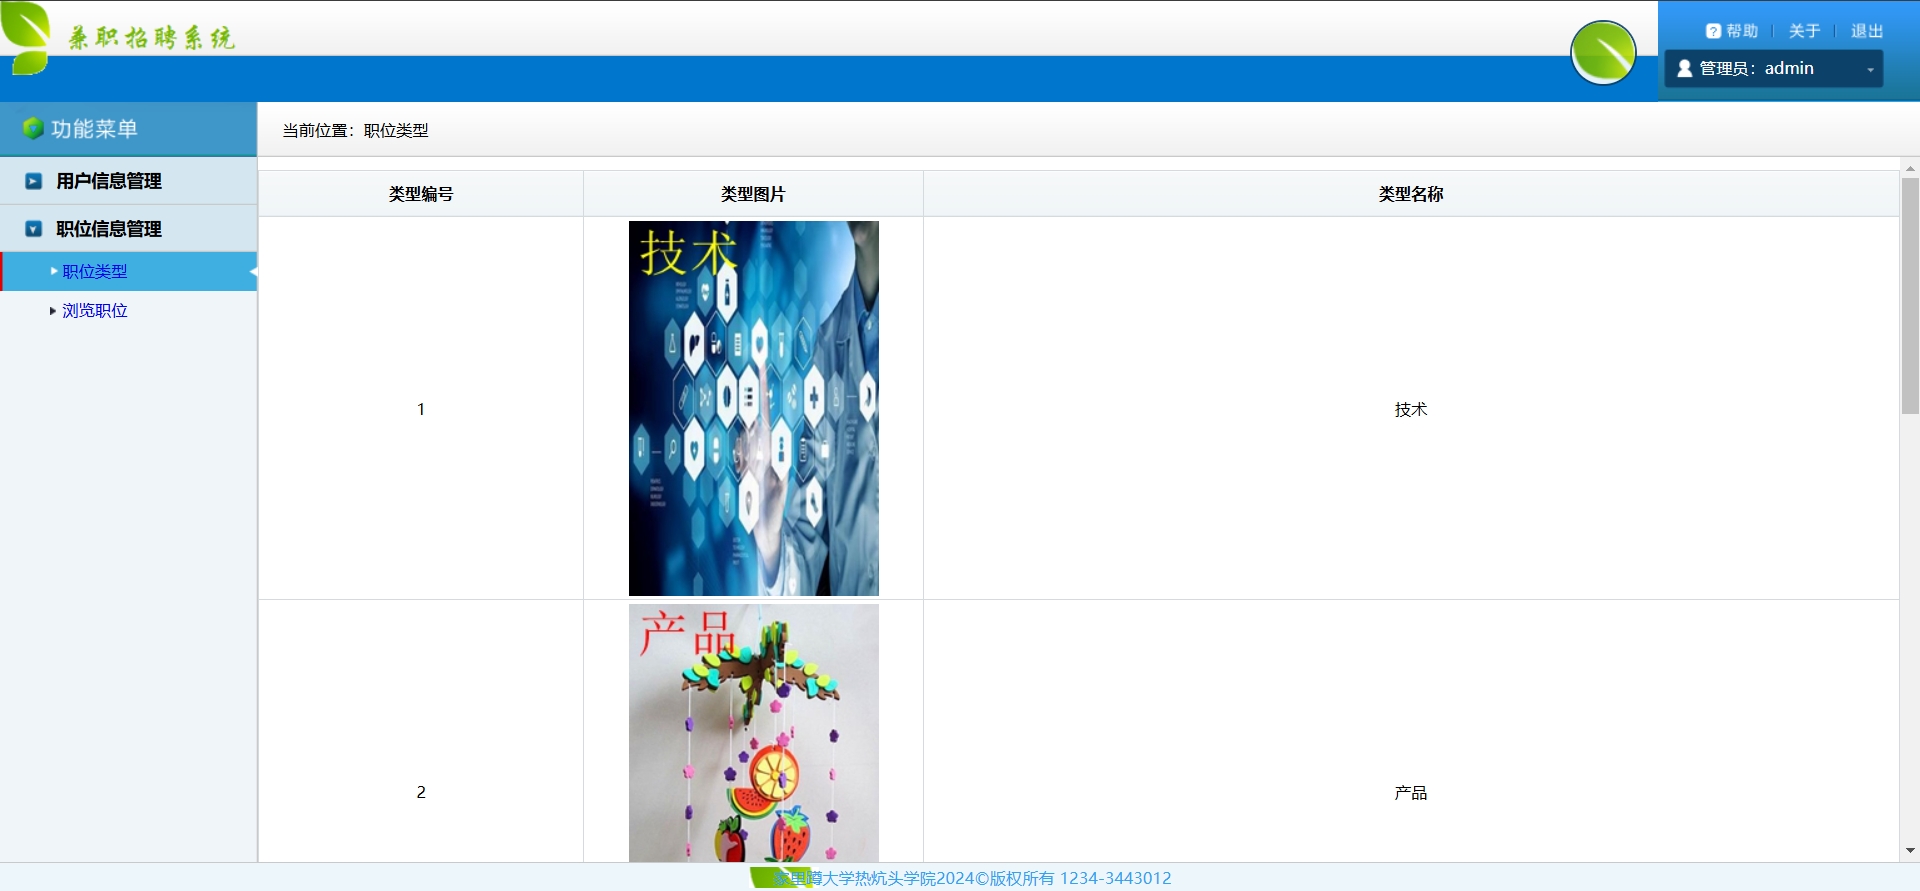 兼职招聘系统
帮助 关于 退出
管理员：admin
功能菜单
当前位置：职位类型
用户信息管理
职位信息管理
职位类型
浏览职位
类型编号 类型图片 类型名称
技术
1 技术
产品
2 产品
家里蹲大学热炕头学院2024©版权所有 1234-3443012